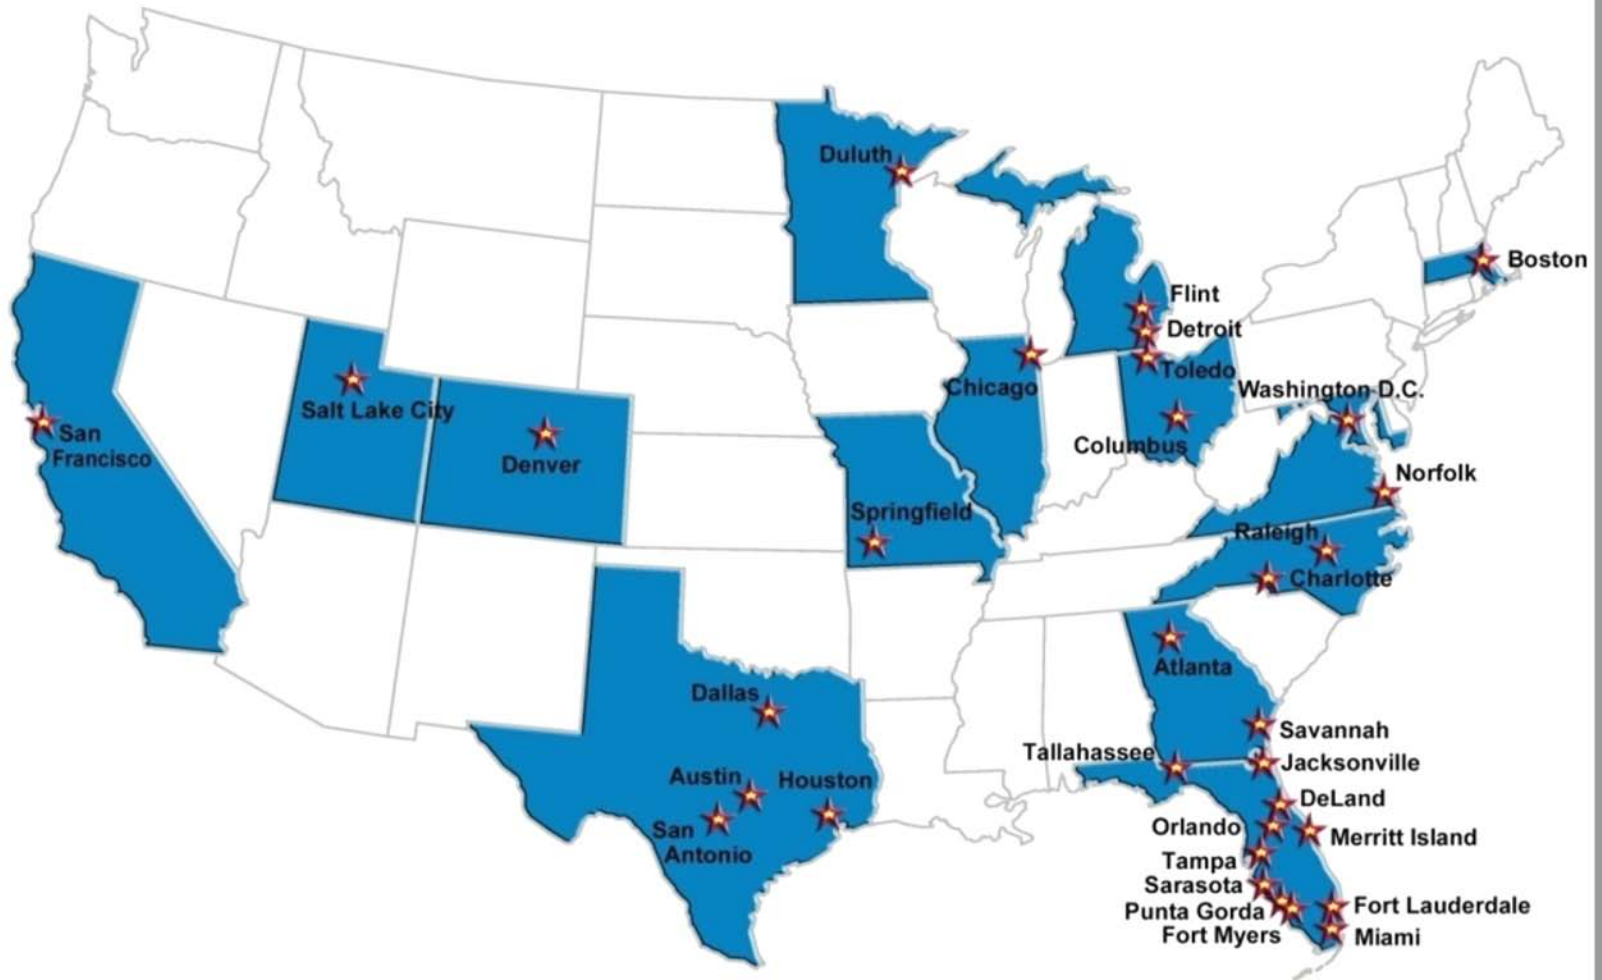 Duluth
Boston
Flint
Detroit
Toledo
Chicago
Washington D.C.
Salt Lake City
San
Francisco
Columbus
Denver
Norfolk
Springfield
Raleigh
Charlotte
Atlanta
Dallas
Savannah
Tallahassee
Jacksonville
Austin
Houston
DeLand
Orlando
San
Antonio
Merritt Island
Tampa
Sarasota
Punta Gorda
Fort Lauderdale
Fort Myers
Miami